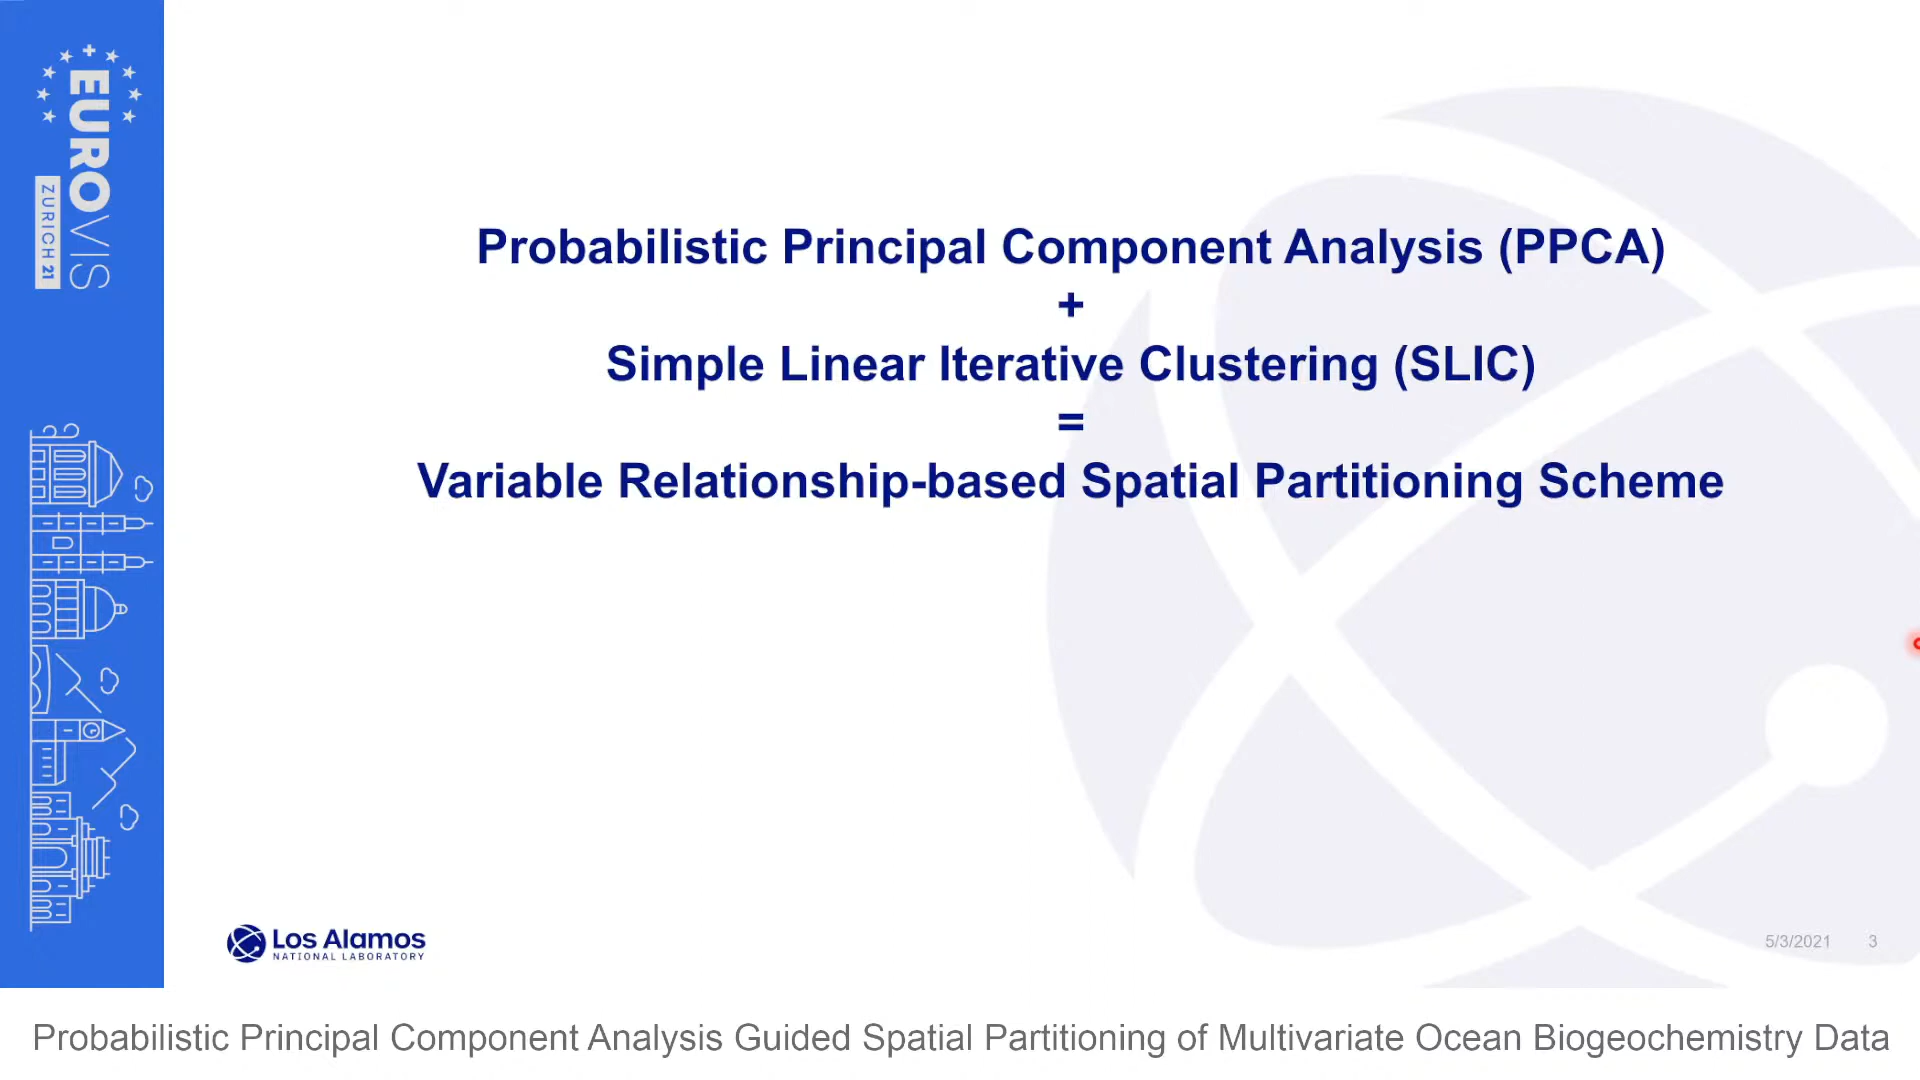 EUROVIS
ZURICH 21
Probabilistic Principal Component Analysis (PPCA)
+
Simple Linear Iterative Clustering (SLIC)
=
Variable Relationship-based Spatial Partitioning Scheme
Los Alamos
NATIONAL LABORATORY
5/3/2021 3
Probabilistic Principal Component Analysis Guided Spatial Partitioning of Multivariate Ocean Biogeochemistry Data